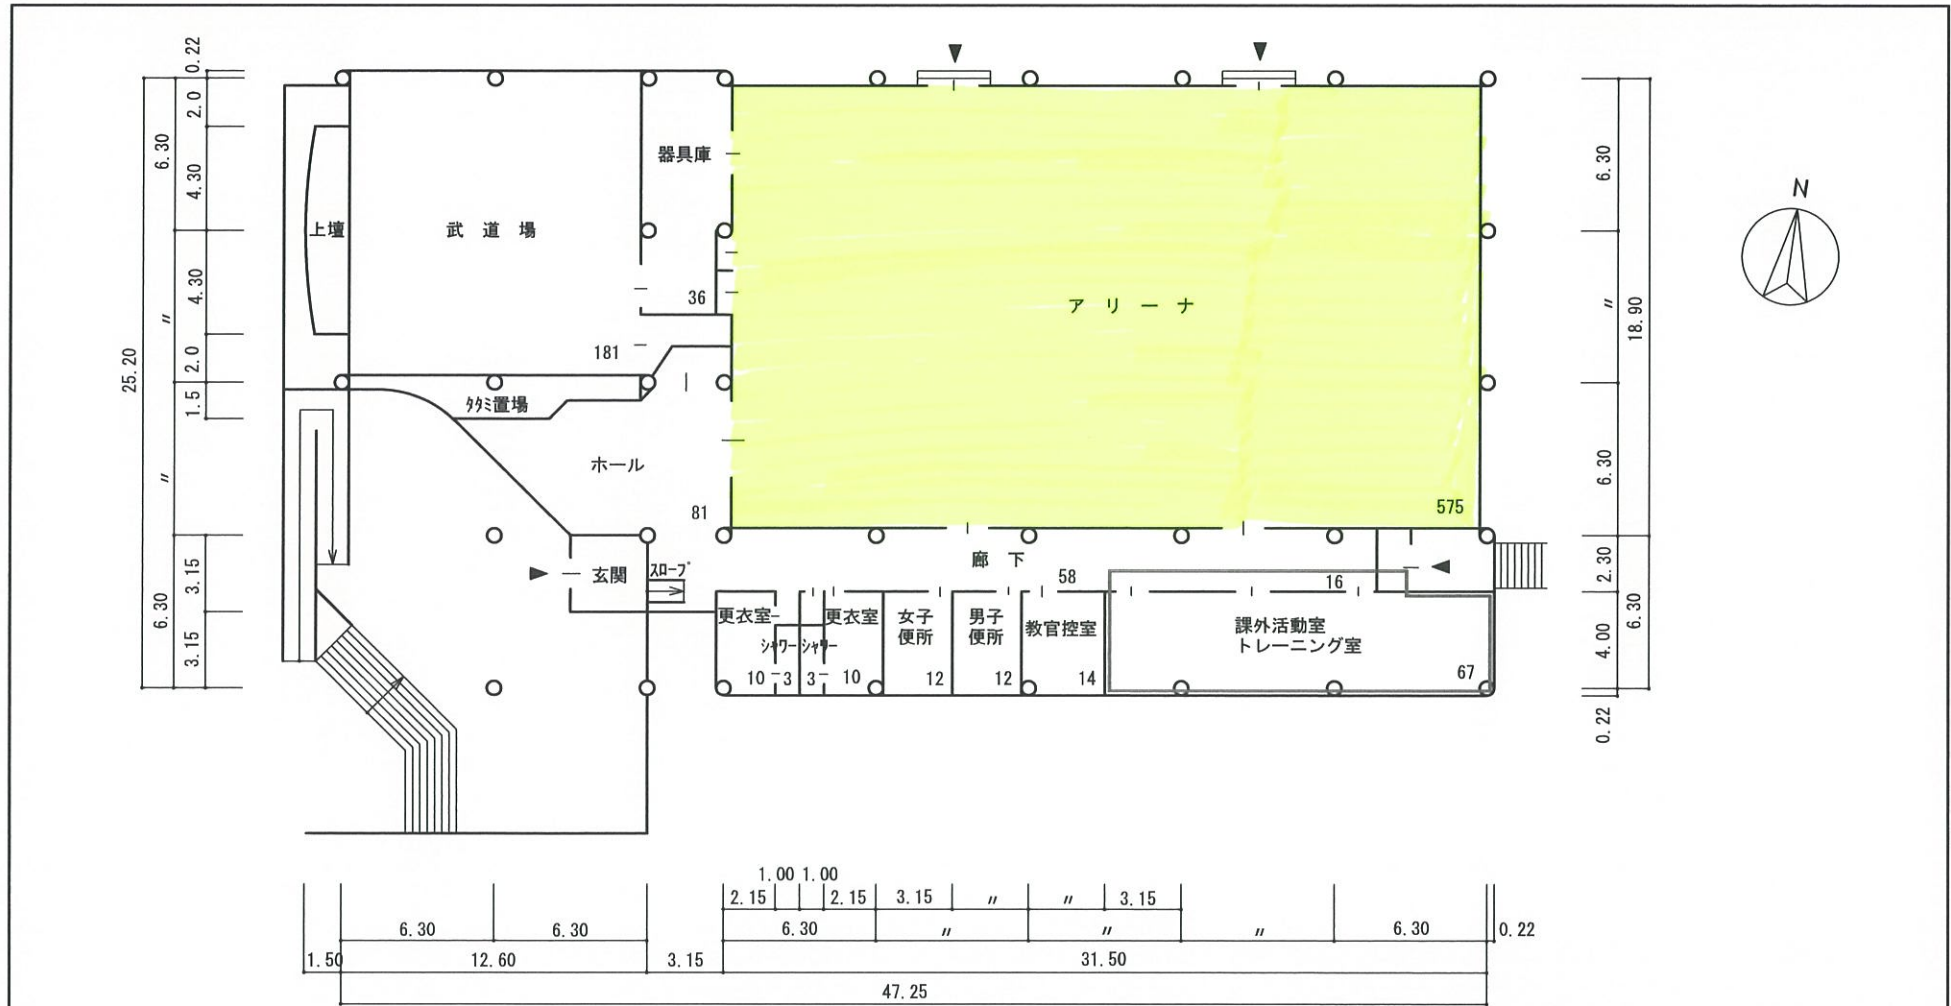 N
0.22
2.0
6.30
4.30
4.30
〃
2.0
25.20
1.5
〃
3.15
6.30
3.15
器具庫
上壇
武 道 場
36
ア リ ー ナ
181
タタミ置場
ホール
81
575
廊 下
玄関
スロープ
58
16
更衣室
シャワー
シャワー
更衣室
女子
便所
男子
便所
教官控室
課外活動室
トレーニング室
10
3
3
10
12
12
14
67
6.30
〃
18.90
6.30
2.30
6.30
4.00
0.22
1.00 1.00
2.15 2.15 3.15 〃 〃 3.15
6.30 6.30 6.30 〃 〃 〃 6.30 0.22
1.50 12.60 3.15 31.50
47.25